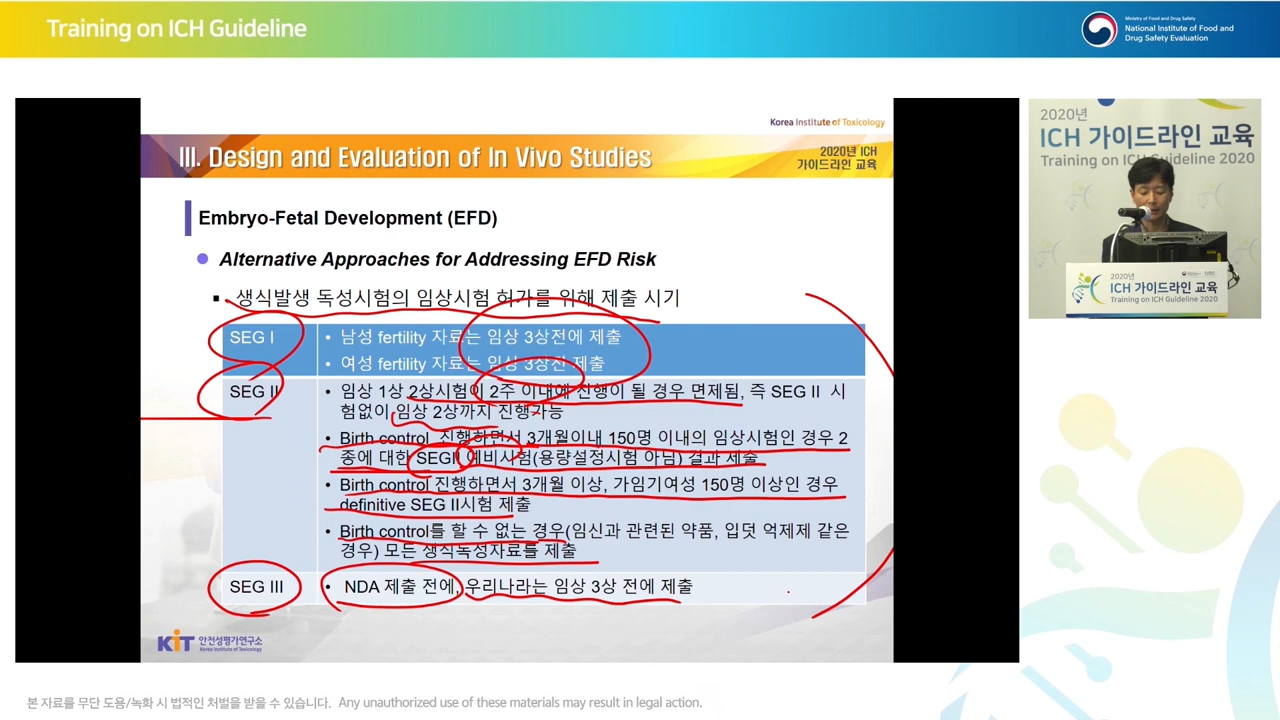 Training on ICH Guideline
Ministry of Food and Drug Safety
National Institute of Food and
Drug Safety Evaluation
Korea Institute of Toxicology
III. Design and Evaluation of In Vivo Studies
2020년 ICH
가이드라인 교육
Embryo-Fetal Development (EFD)
Alternative Approaches for Addressing EFD Risk
생식발생 독성시험의 임상시험 허가를 위해 제출 시기
SEG I
• 남성 fertility 자료는 임상 3상전에 제출
• 여성 fertility 자료는 임상 3상전 제출
SEG II
• 임상 1상 2상시험이 2주 이내에 진행이 될 경우 면제됨, 즉 SEG II 시
험없이 임상 2상까지 진행가능
• Birth control 진행하면서 3개월이내 150명 이내의 임상시험인 경우 2
종에 대한 SEGII 예비시험(용량설정시험 아님) 결과 제출
• Birth control 진행하면서 3개월 이상, 가임기여성 150명 이상인 경우
definitive SEG II시험 제출
• Birth control를 할 수 없는 경우(임신과 관련된 약품, 입덧 억제제 같은
경우) 모든 생식독성자료를 제출
SEG III
• NDA 제출 전에, 우리나라는 임상 3상 전에 제출
KIT 안전성평가연구소
Korea Institute of Toxicology
2020년
ICH 가이드라인 교육
Training on ICH Guideline 2020
2020년
ICH 가이드라인 교육
Training on ICH Guideline 2020
본 자료를 무단 도용/녹화 시 법적인 처벌을 받을 수 있습니다. Any unauthorized use of these materials may result in legal action.